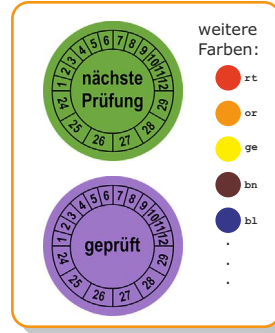 weitere
Farben:
1 2 3 4 5 6 7 8 9 10 11 12
nächste
Prüfung
24 25 26 27 28 29
rt
or
ge
bn
bl
1 2 3 4 5 6 7 8 9 10 11 12
geprüft
24 25 26 27 28 29